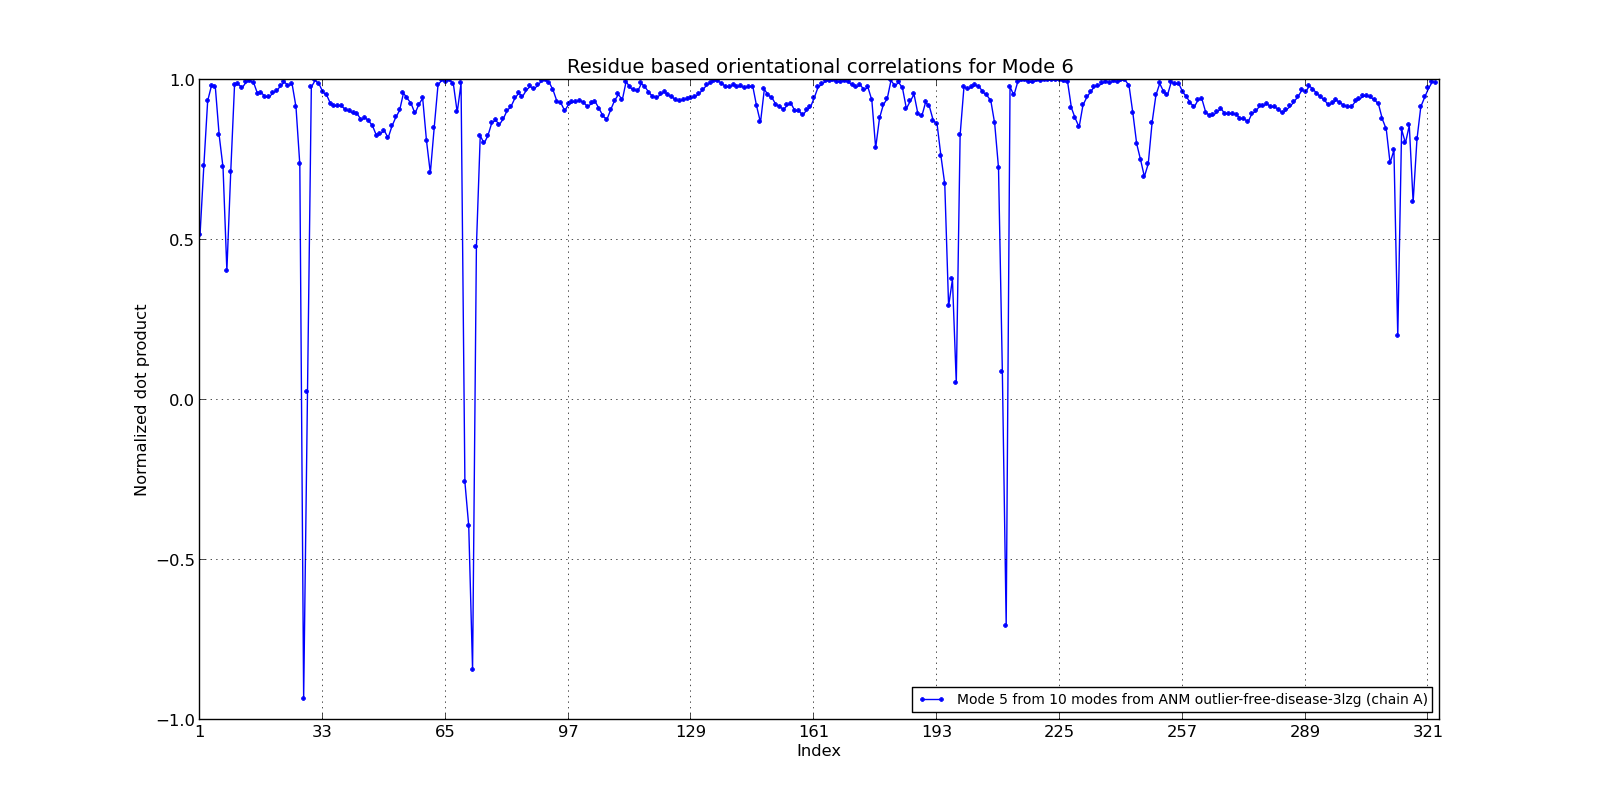 Residue based orientational correlations for Mode 6
Normalized dot product
1.0
0.5
0.0
−0.5
−1.0
Mode 5 from 10 modes from ANM outlier-free-disease-3lzg (chain A)
1 33 65 97 129 161 193 225 257 289 321
Index